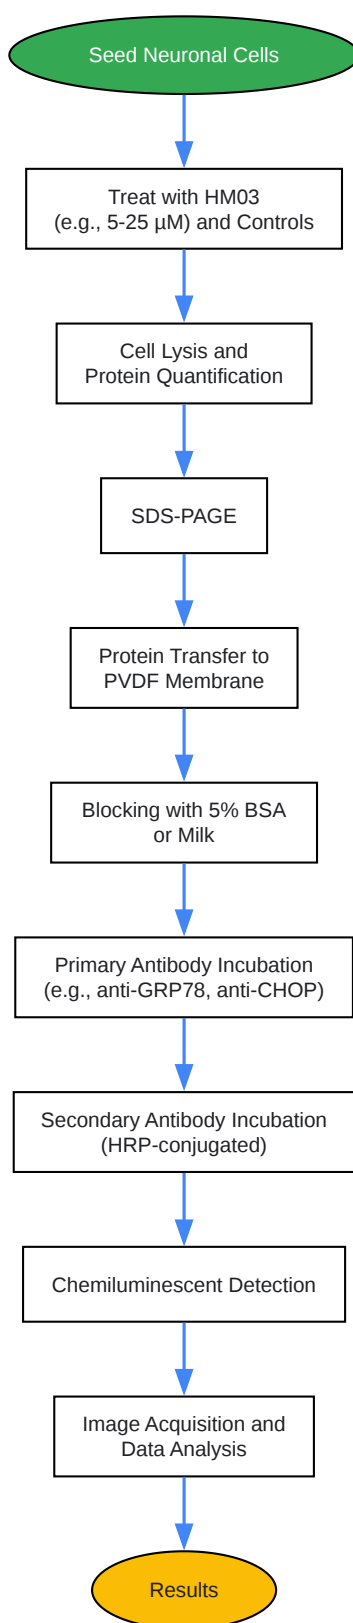 Seed Neuronal Cells
Treat with HM03
(e.g., 5-25 µM) and Controls
Cell Lysis and
Protein Quantification
SDS-PAGE
Protein Transfer to
PVDF Membrane
Blocking with 5% BSA
or Milk
Primary Antibody Incubation
(e.g., anti-GRP78, anti-CHOP)
Secondary Antibody Incubation
(HRP-conjugated)
Chemiluminescent Detection
Image Acquisition and
Data Analysis
Results